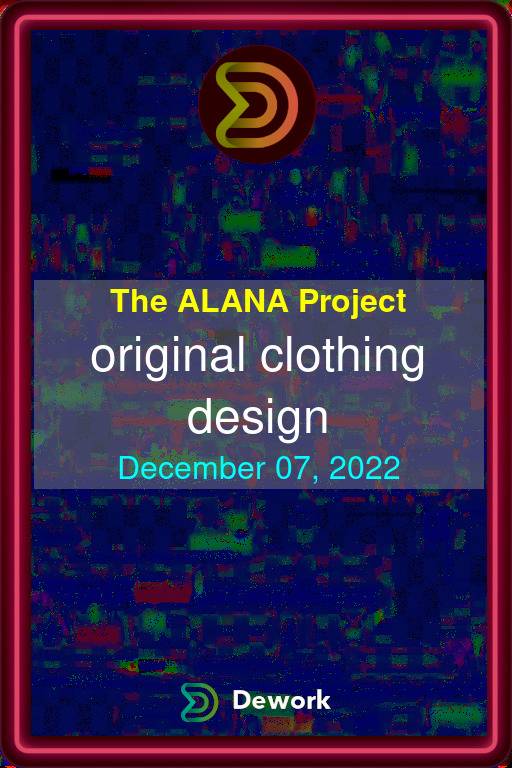 The ALANA Project
original clothing
design
December 07, 2022
Dework